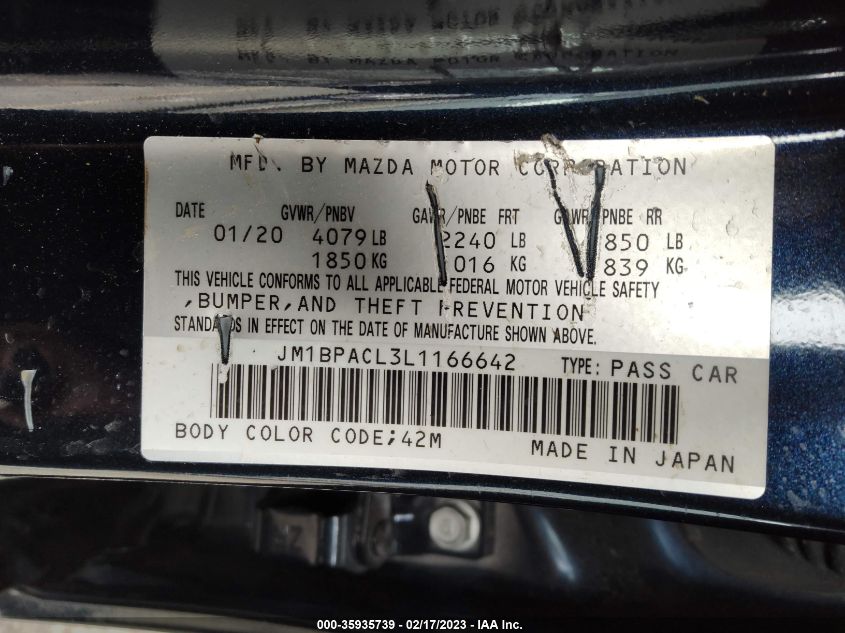 MFD. BY MAZDA MOTOR CORPORATION
DATE GVWR/PNBV GAWR/PNBE FRT GAWR/PNBE RR
01/20 4079 LB 2240 LB 850 LB
1850 KG 016 KG 839 KG
THIS VEHICLE CONFORMS TO ALL APPLICABLE FEDERAL MOTOR VEHICLE SAFETY
,BUMPER,AND THEFT PREVENTION
STANDARDS IN EFFECT ON THE DATE OF MANUFACTURE SHOWN ABOVE.
JM1BPACL3L1166642 TYPE: PASS CAR
BODY COLOR CODE;42M MADE IN JAPAN
000-35935739 - 02/17/2023 - IAA Inc.